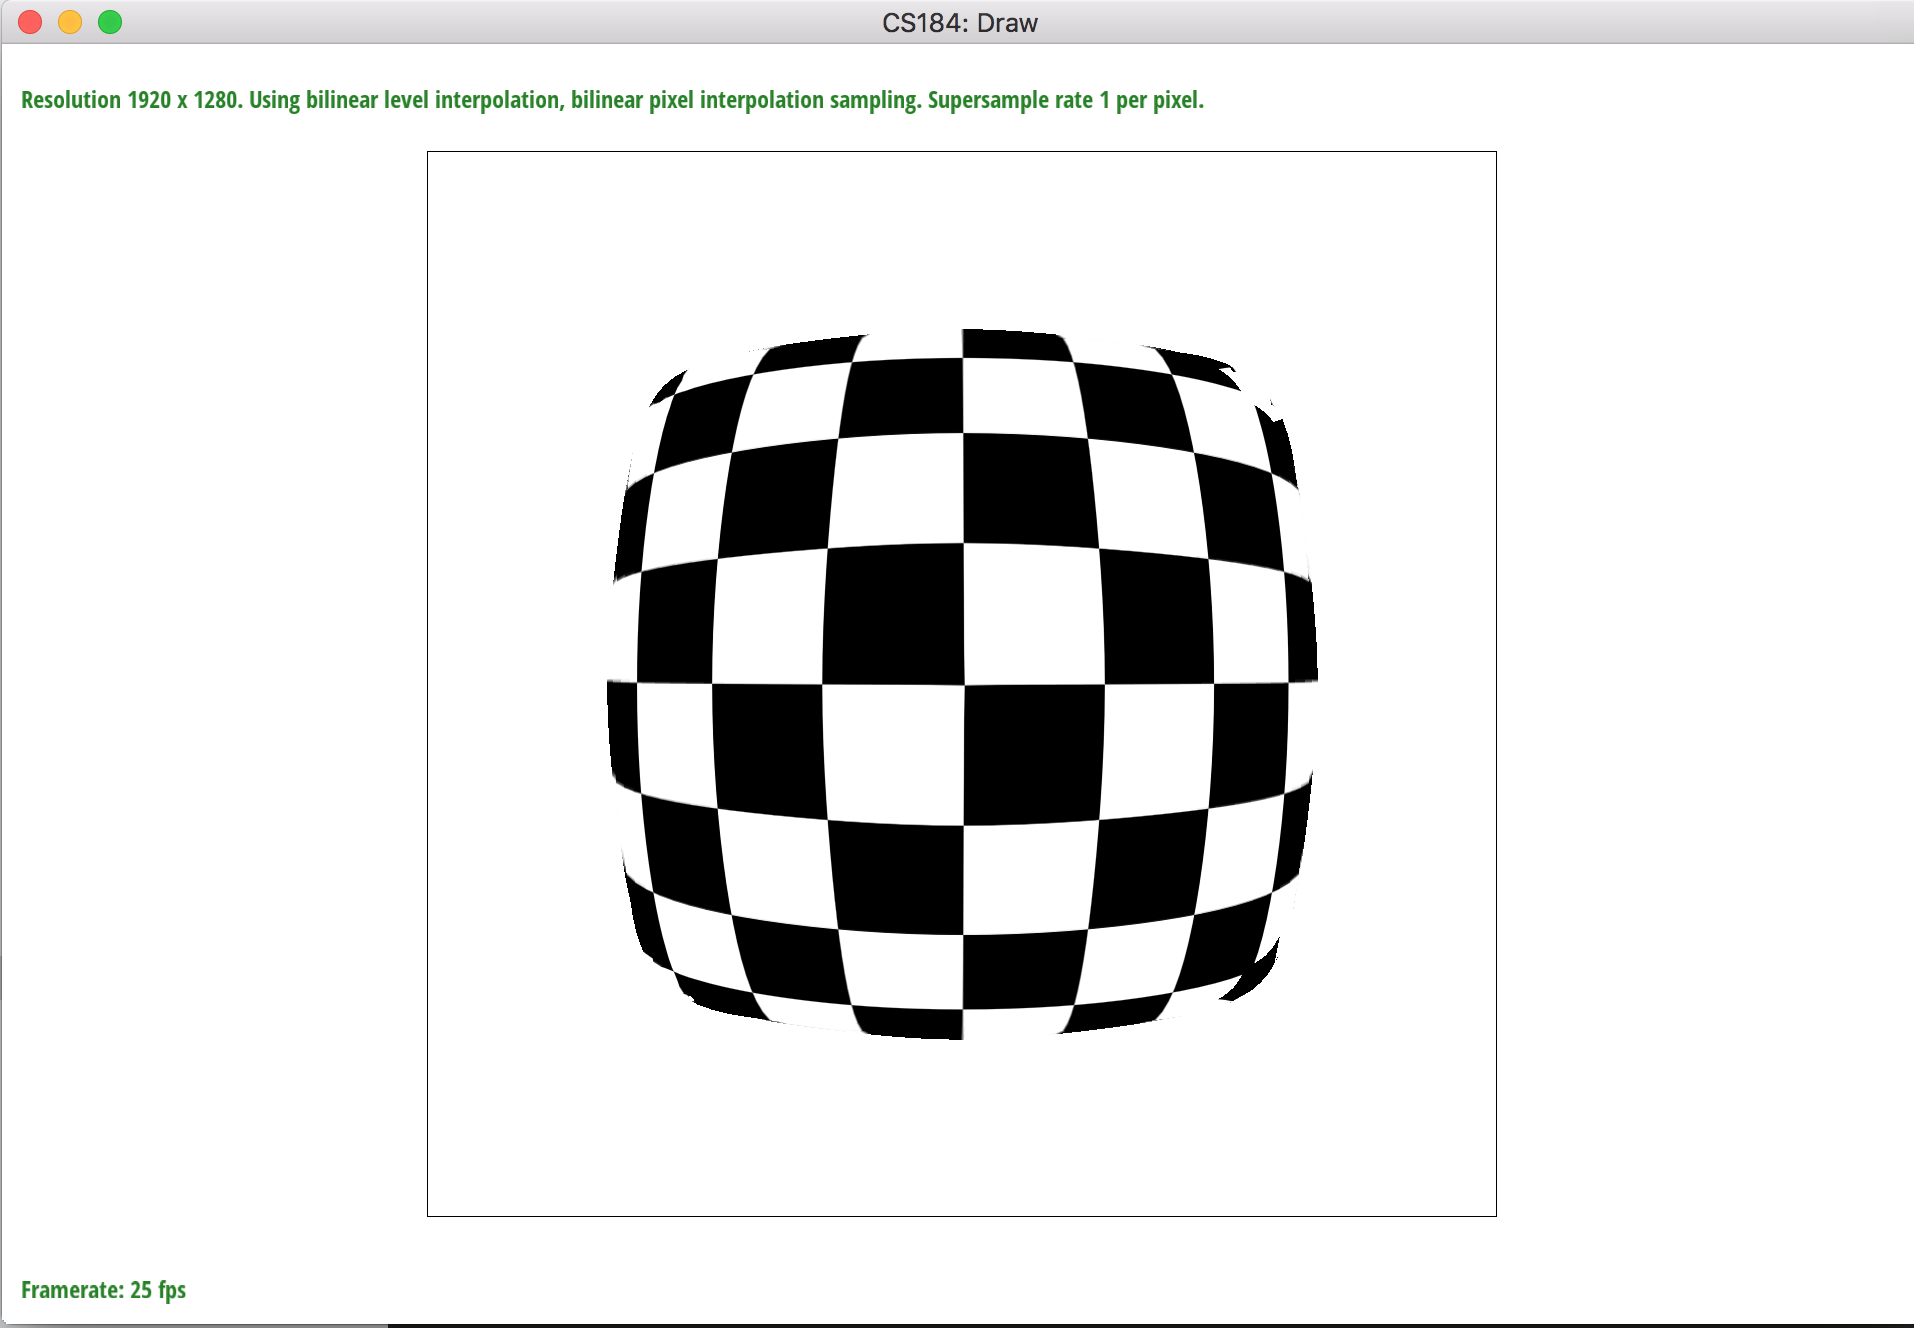 CS184: Draw
Resolution 1920 x 1280. Using bilinear level interpolation, bilinear pixel interpolation sampling. Supersample rate 1 per pixel.
Framerate: 25 fps